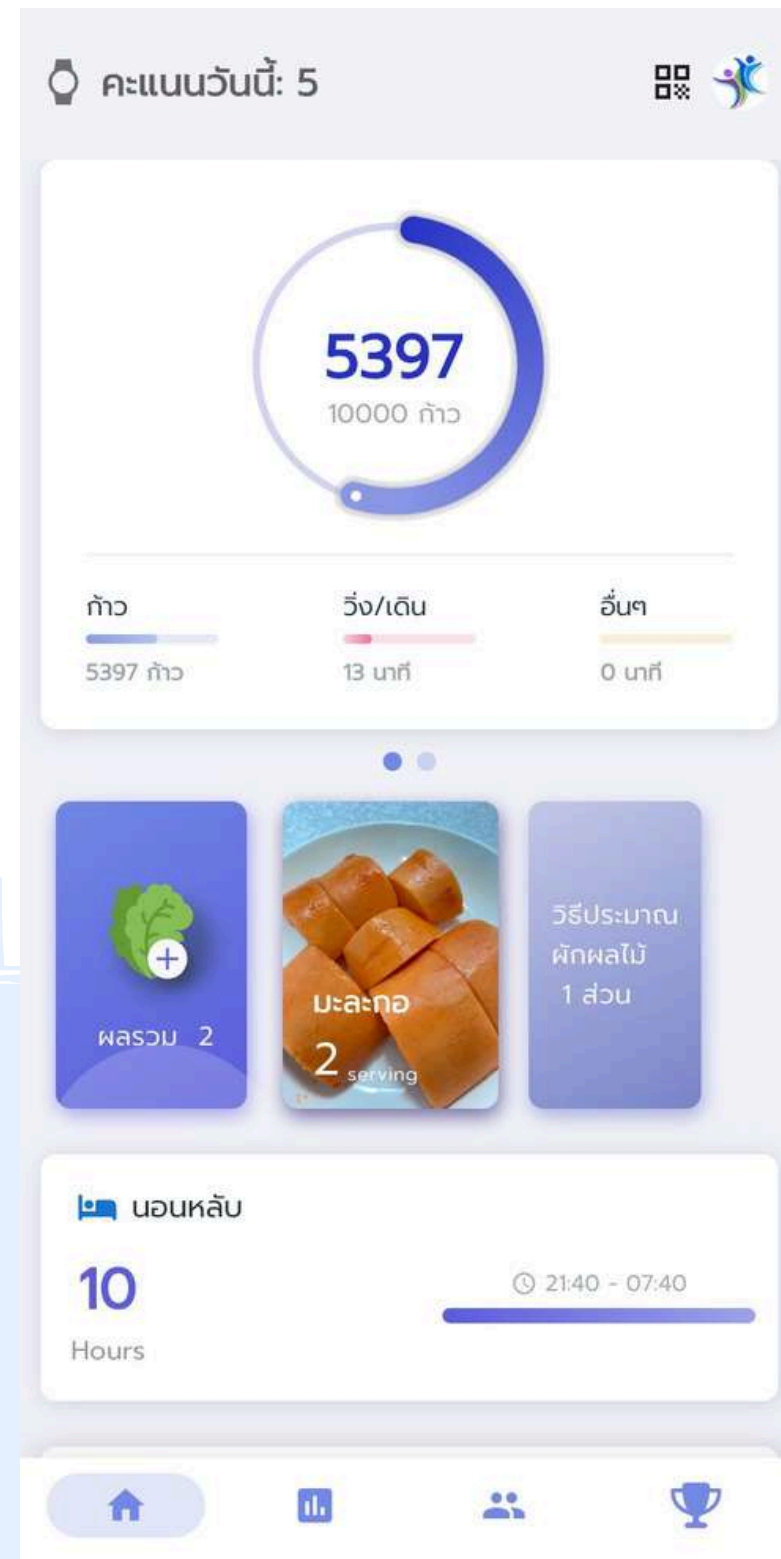 คะแนนวันนี้: 5
5397
10000 ก้าว
ก้าว
วิ่ง/เดิน
อื่นๆ
5397 ก้าว
13 นาที
0 นาที
ผลรวม 2
มะละกอ
2 serving
วิธีประมาณ
ผักผลไม้
1 ส่วน
นอนหลับ
10
21:40 - 07:40
Hours